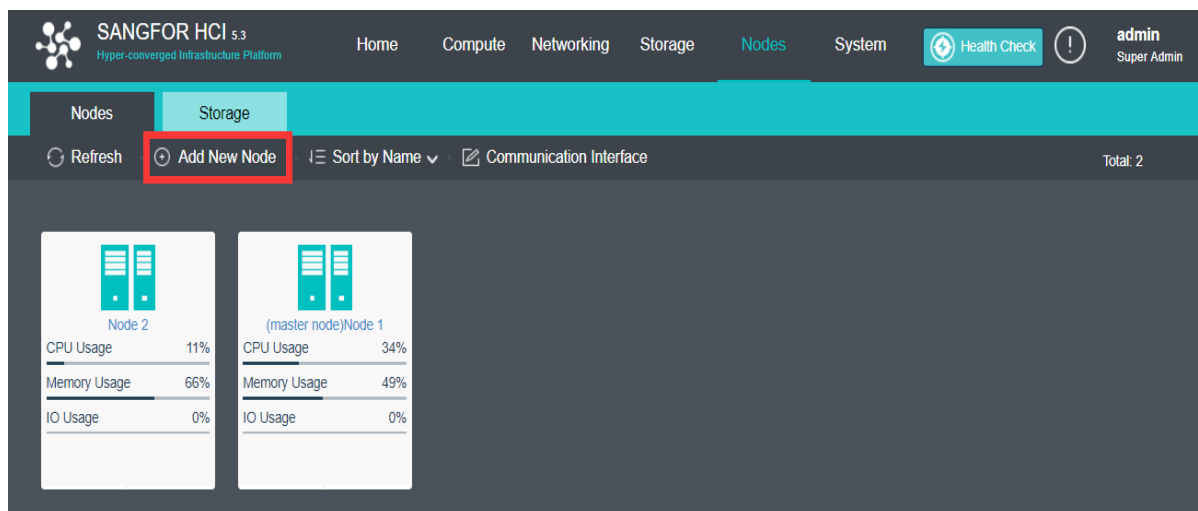 SANGFOR HCI 5.3
Hyper-converged Infrastructure Platform
Home Compute Networking Storage Nodes System Health Check admin
Super Admin
Nodes Storage
Refresh Add New Node Sort by Name Communication Interface Total: 2
Node 2 (master node)Node 1
CPU Usage 11% CPU Usage 34%
Memory Usage 66% Memory Usage 49%
IO Usage 0% IO Usage 0%